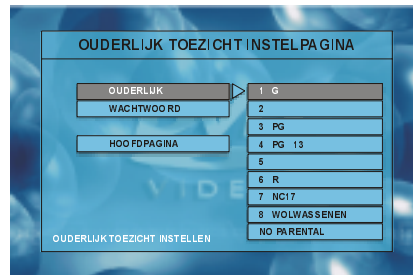 OUDERLIJK TOEZICHT INSTELPAGINA
OUDERLIJK
WACHTWOORD
HOOFDPAGINA
1 G
2
3 PG
4 PG 13
5
6 R
7 NC17
8 WOLWASSENEN
NO PARENTAL
VIDE
OUDERLIJK TOEZICHT INSTELLEN